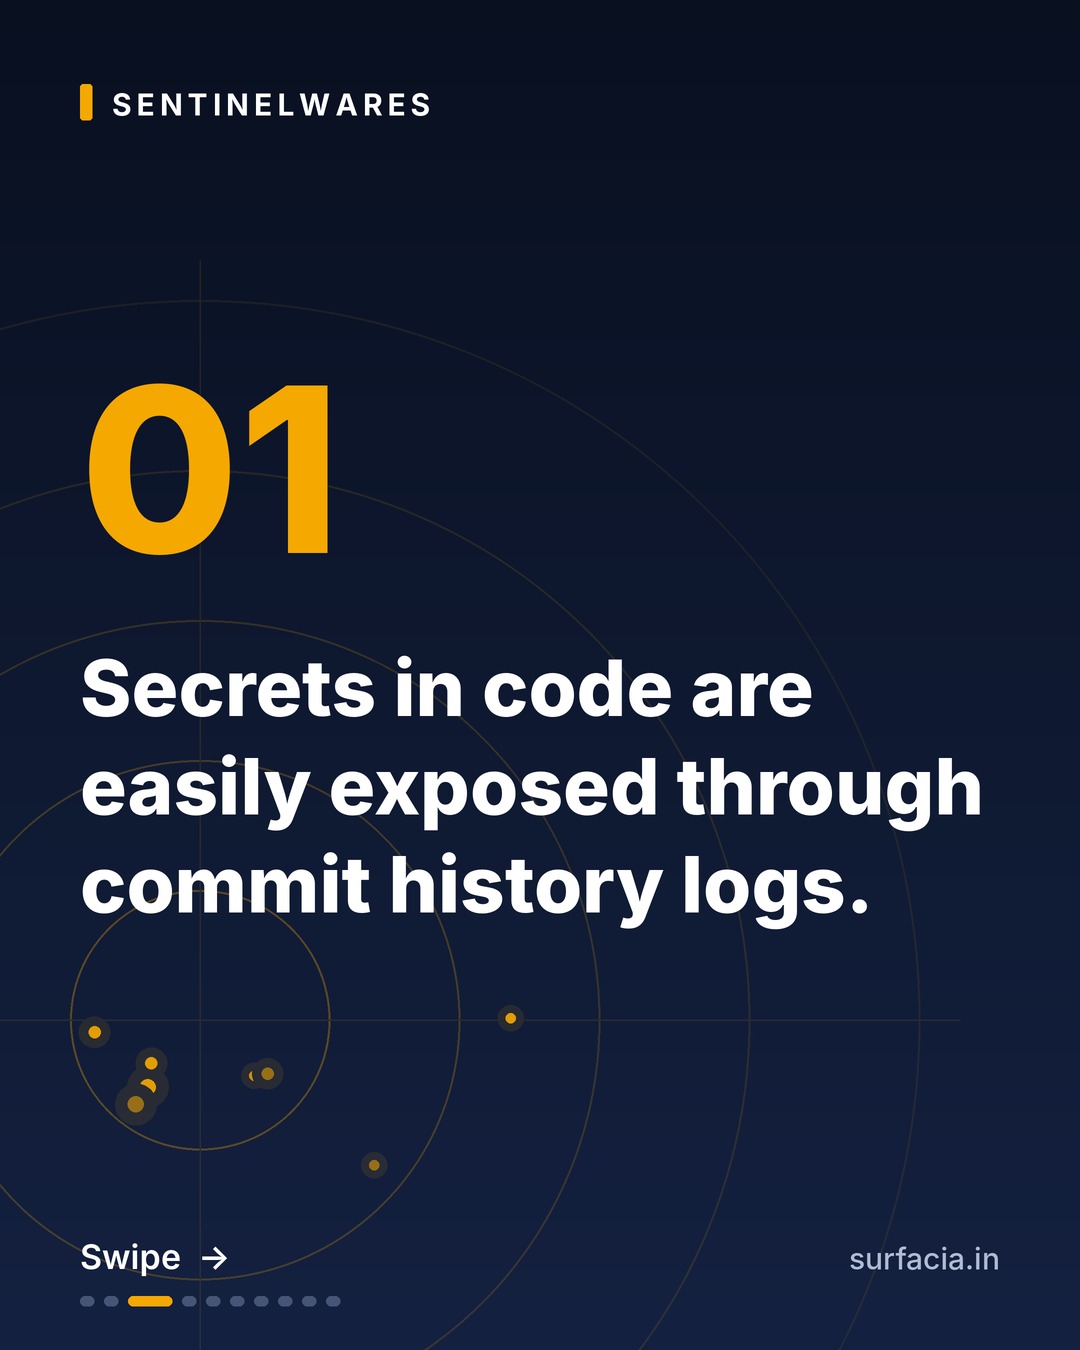 SENTINELWARES
01
Secrets in code are
easily exposed through
commit history logs.
Swipe →
surfacia.in